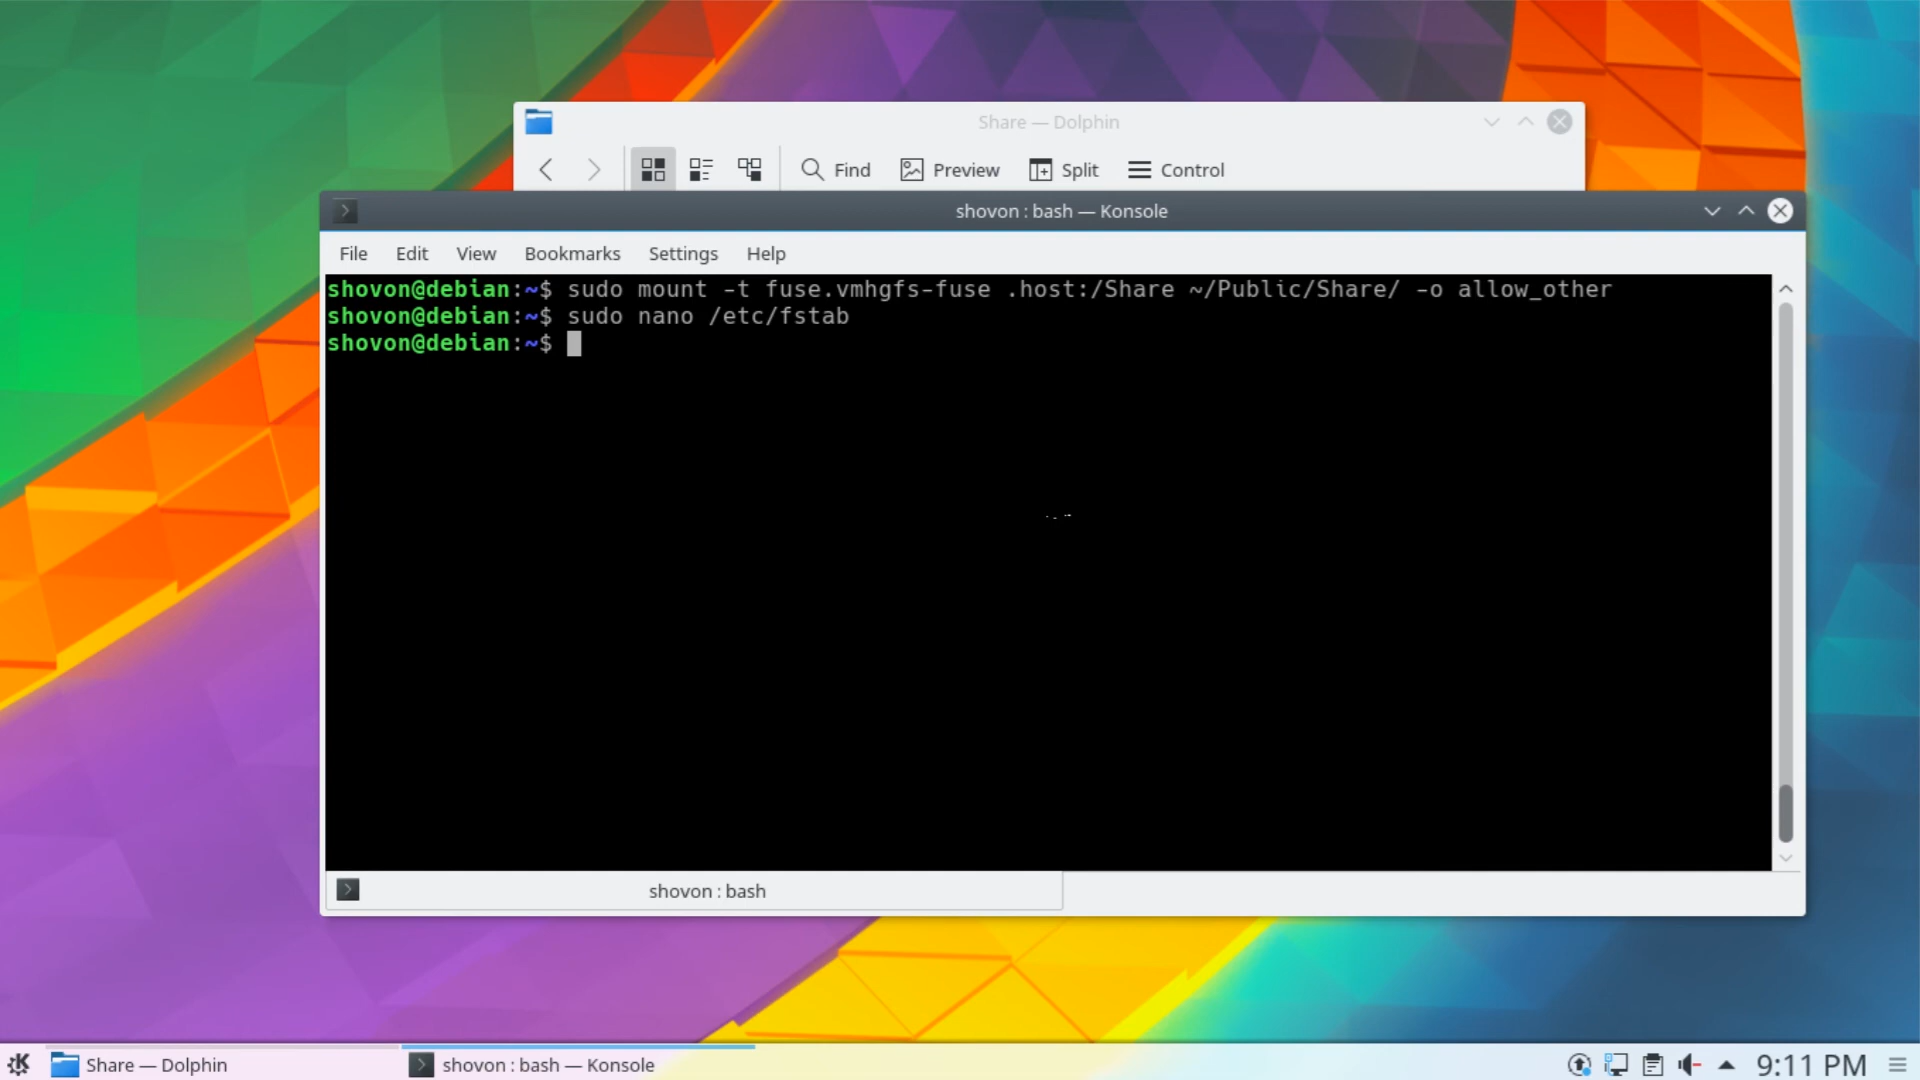 Share — Dolphin
Find Preview Split Control
shovon : bash — Konsole
File Edit View Bookmarks Settings Help
shovon@debian:~$ sudo mount -t fuse.vmhgfs-fuse .host:/Share ~/Public/Share/ -o allow_other
shovon@debian:~$ sudo nano /etc/fstab
shovon@debian:~$
shovon : bash
Share — Dolphin shovon : bash — Konsole 9:11 PM